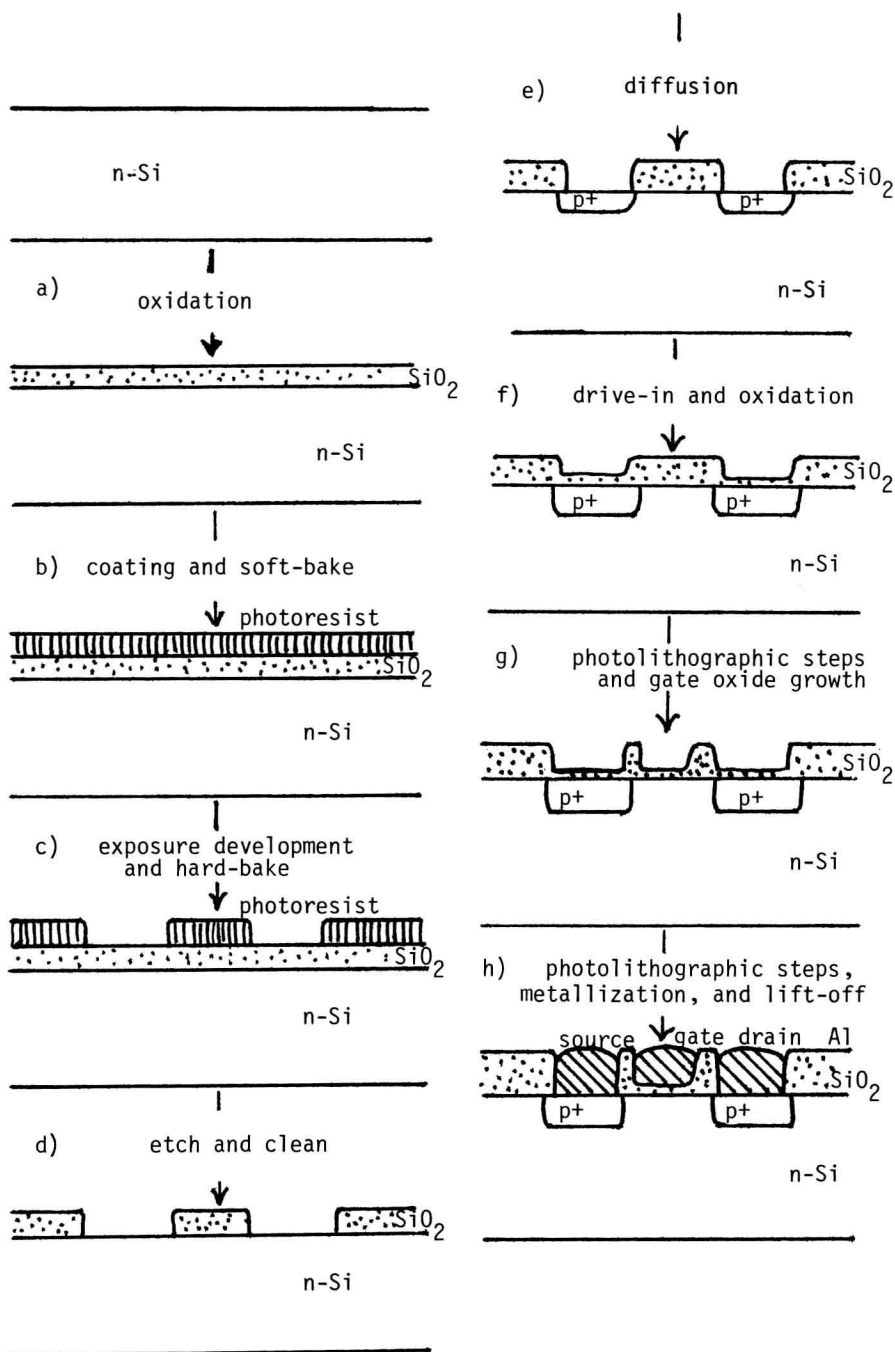 n-Si
a)
oxidation
SiO2
n-Si
b) coating and soft-bake
photoresist
SiO2
n-Si
c) exposure development
and hard-bake
photoresist
SiO2
n-Si
d) etch and clean
SiO2
n-Si
e) diffusion
SiO2
p+ p+
n-Si
f) drive-in and oxidation
SiO2
p+ p+
n-Si
g) photolithographic steps
and gate oxide growth
SiO2
p+ p+
n-Si
h) photolithographic steps,
metallization, and lift-off
source gate drain Al
SiO2
p+ p+
n-Si